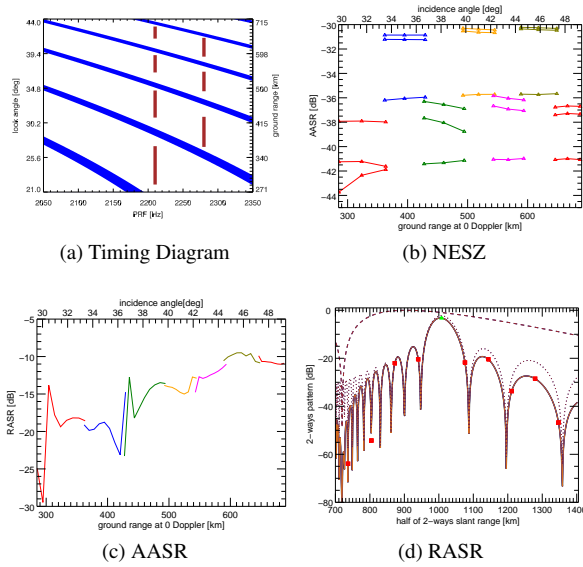 44.0
39.4
34.8
30.2
25.6
21.0
look angle [deg]
715
598
560
415
340
271
ground range [km]
2050 2100 2150 2200 2250 2300 2350
PRF [Hz]
(a) Timing Diagram
incidence angle [deg]
30 32 34 36 38 40 42 44 46 48
−30
−32
−34
−36
−38
−40
−42
−44
AASR [dB]
300 400 500 600
ground range at 0 Doppler [km]
(b) NESZ
incidence angle[deg]
30 32 34 36 38 40 42 44 46 48
−5
−10
−15
−20
−25
−30
RASR [dB]
300 400 500 600
ground range at 0 Doppler [km]
(c) AASR
0
−20
−40
−60
−80
2−ways pattern [dB]
700 800 900 1000 1100 1200 1300 1400
half of 2−ways slant range [km]
(d) RASR